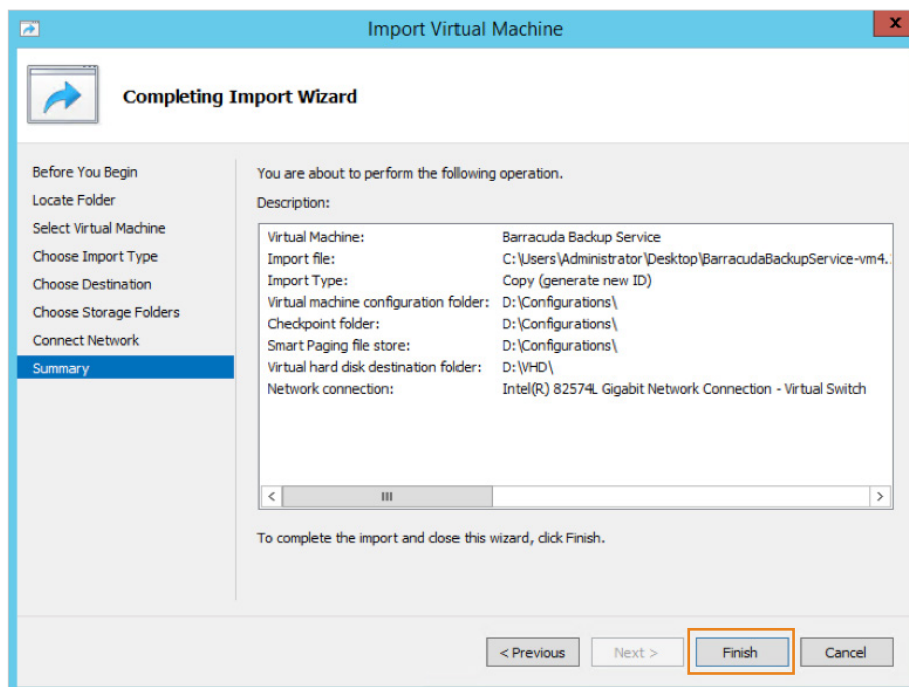 Import Virtual Machine
x
Completing Import Wizard
Before You Begin
Locate Folder
Select Virtual Machine
Choose Import Type
Choose Destination
Choose Storage Folders
Connect Network
Summary
You are about to perform the following operation.
Description:
Virtual Machine: Barracuda Backup Service
Import file: C:\Users\Administrator\Desktop\BarracudaBackupService-vm4.
Import Type: Copy (generate new ID)
Virtual machine configuration folder: D:\Configurations\
Checkpoint folder: D:\Configurations\
Smart Paging file store: D:\Configurations\
Virtual hard disk destination folder: D:\VHD\
Network connection: Intel(R) 82574L Gigabit Network Connection - Virtual Switch
To complete the import and close this wizard, click Finish.
< Previous Next > Finish Cancel